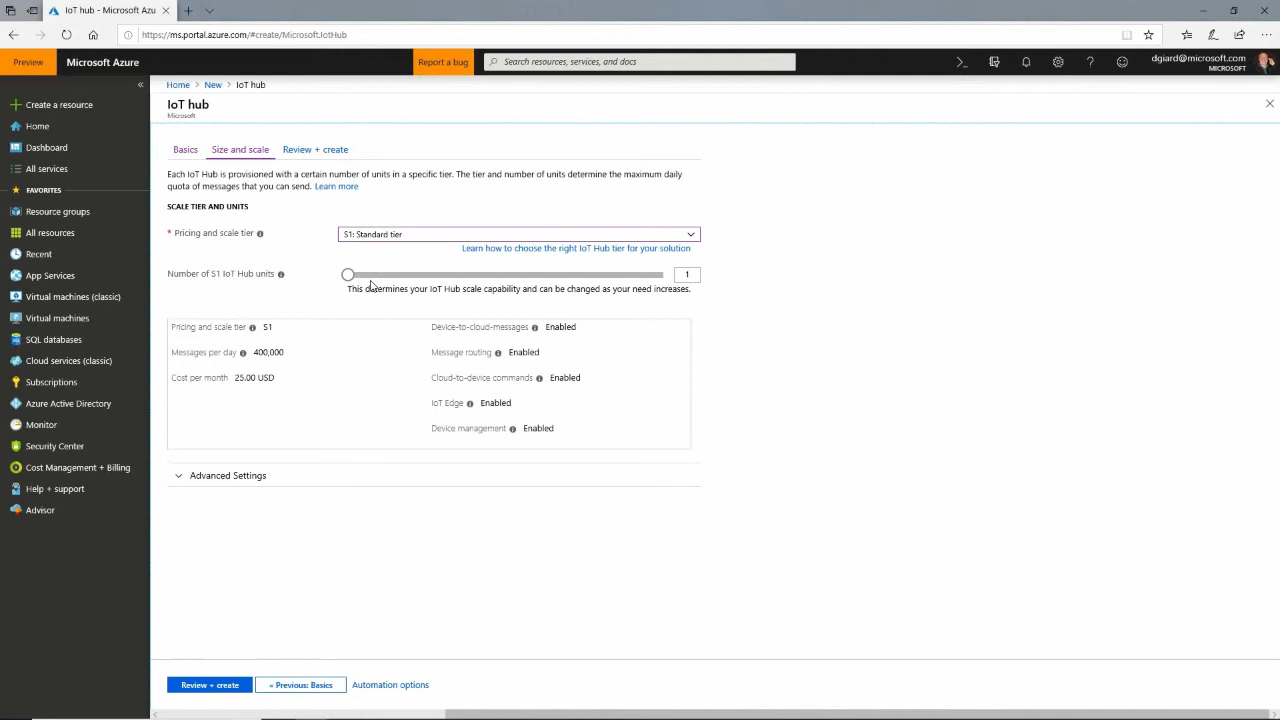 IoT hub - Microsoft Azu
https://ms.portal.azure.com/#create/Microsoft.IotHub
Preview
Microsoft Azure
Report a bug
Search resources, services, and docs
dgiard@microsoft.com
MICROSOFT
Create a resource
Home
Dashboard
All services
FAVORITES
Resource groups
All resources
Recent
App Services
Virtual machines (classic)
Virtual machines
SQL databases
Cloud services (classic)
Subscriptions
Azure Active Directory
Monitor
Security Center
Cost Management + Billing
Help + support
Advisor
Home > New > IoT hub
IoT hub
Microsoft
Basics Size and scale Review + create
Each IoT Hub is provisioned with a certain number of units in a specific tier. The tier and number of units determine the maximum daily
quota of messages that you can send. Learn more
SCALE TIER AND UNITS
* Pricing and scale tier S1: Standard tier
Learn how to choose the right IoT Hub tier for your solution
Number of S1 IoT Hub units 1
This determines your IoT Hub scale capability and can be changed as your need increases.
Pricing and scale tier S1
Messages per day 400,000
Cost per month 25.00 USD
Device-to-cloud-messages Enabled
Message routing Enabled
Cloud-to-device commands Enabled
IoT Edge Enabled
Device management Enabled
Advanced Settings
Review + create « Previous: Basics Automation options